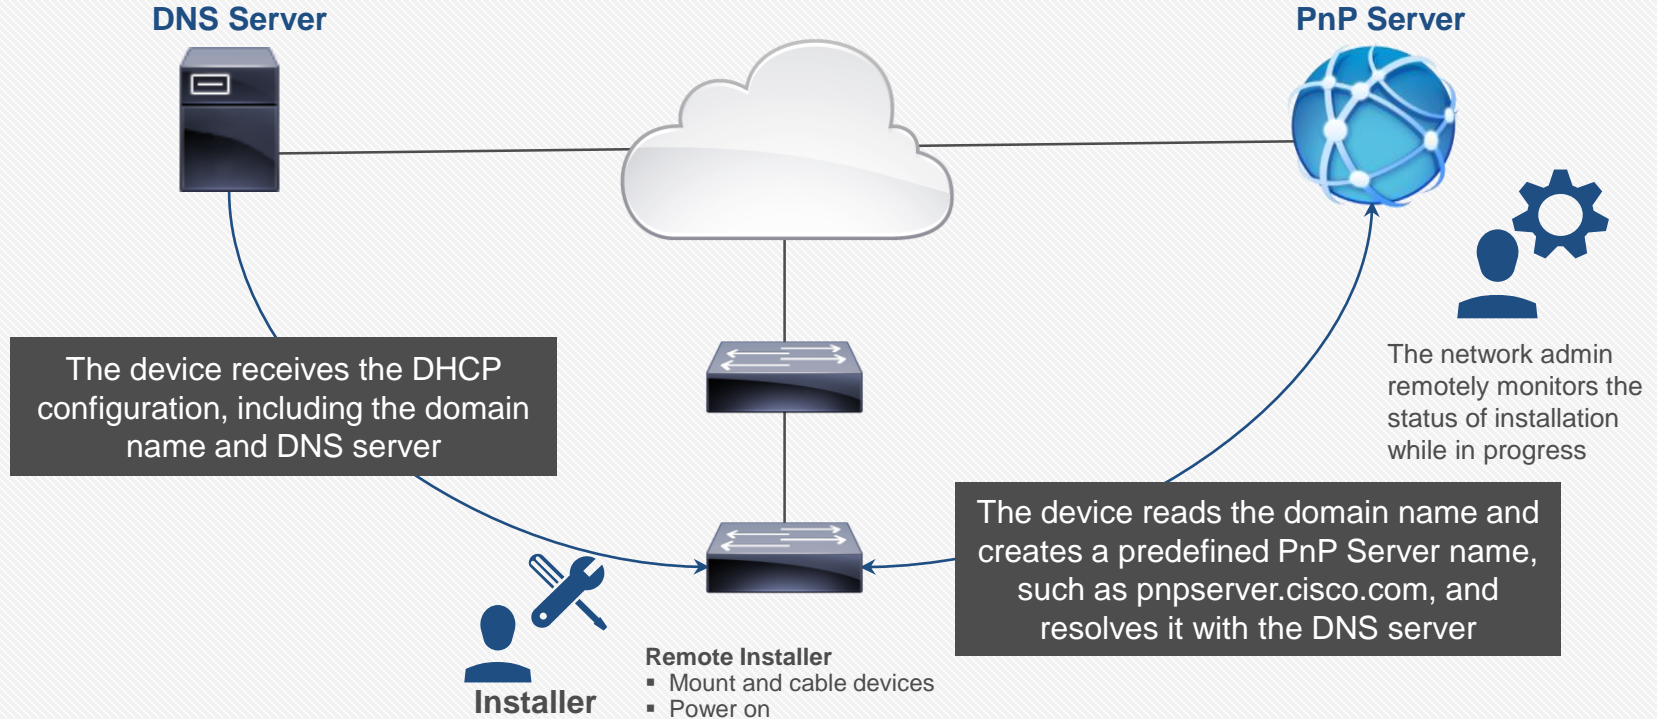 DNS Server
PnP Server
The device receives the DHCP
configuration, including the domain
name and DNS server
The network admin
remotely monitors the
status of installation
while in progress
The device reads the domain name and
creates a predefined PnP Server name,
such as pnpserver.cisco.com, and
resolves it with the DNS server
Installer
Remote Installer
▪ Mount and cable devices
▪ Power on